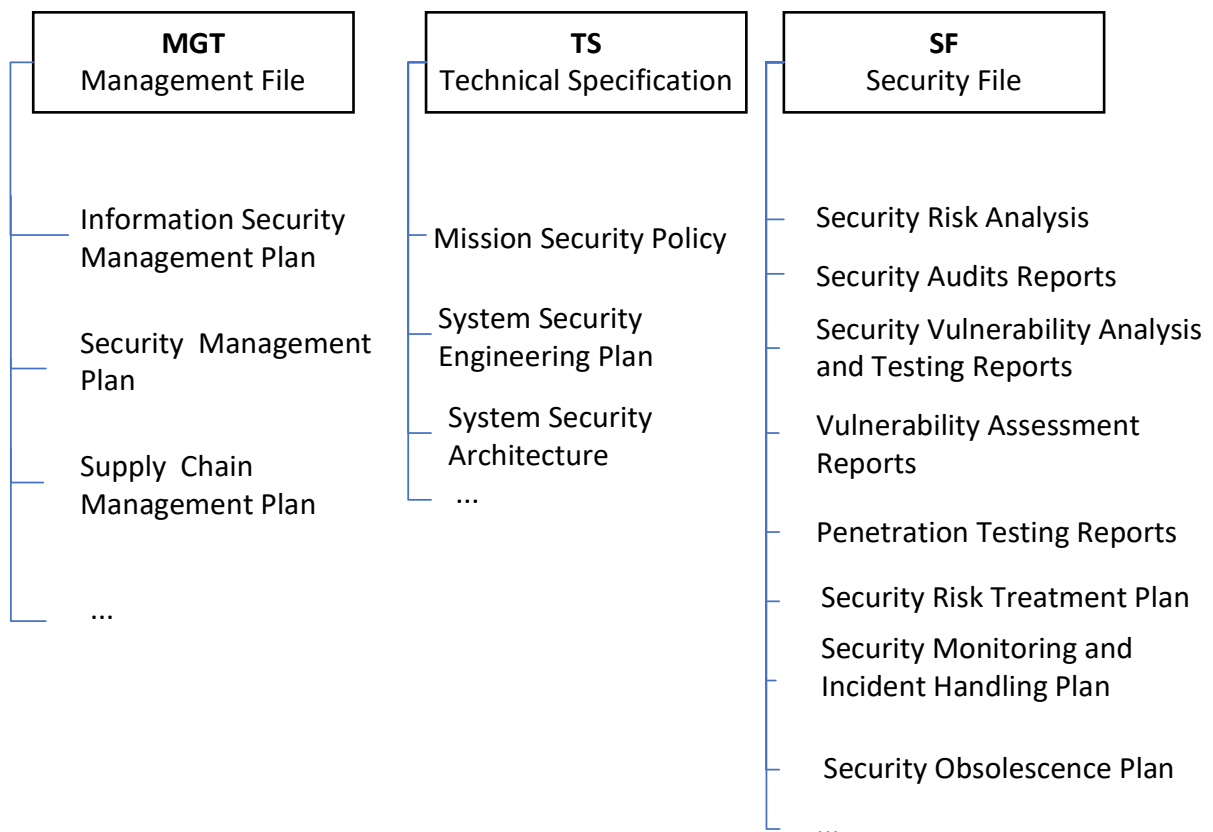 MGT
Management File
Information Security
Management Plan
Security  Management
Plan
Supply  Chain
Management Plan
...
TS
Technical Specification
Mission Security Policy
System Security
Engineering Plan
System Security
Architecture
...
SF
Security File
Security Risk Analysis
Security Audits Reports
Security Vulnerability Analysis
and Testing Reports
Vulnerability Assessment
Reports
Penetration Testing Reports
Security Risk Treatment Plan
Security Monitoring and
Incident Handling Plan
Security Obsolescence Plan
...